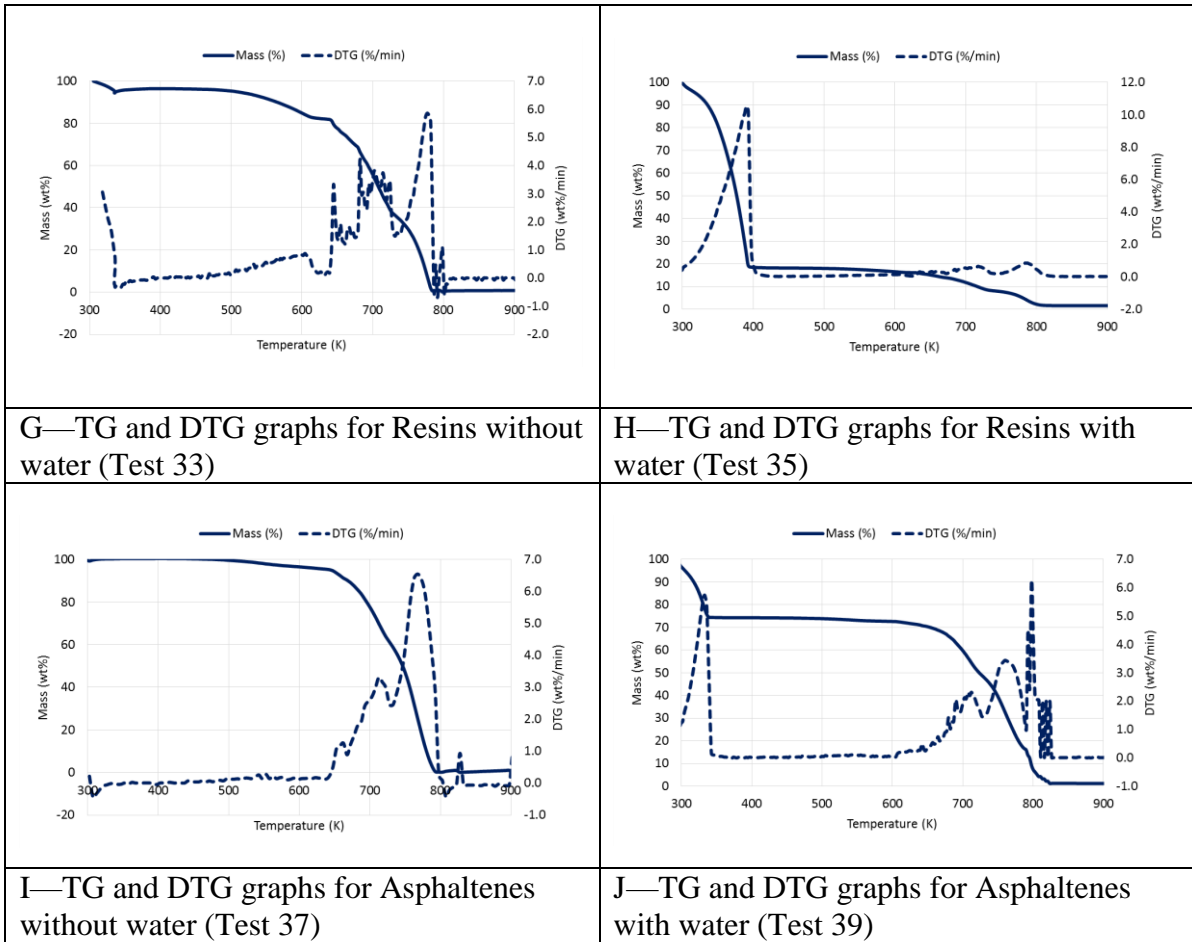 Mass (%) DTG (%/min)
100
80
60
40
20
0
-20
Mass (wt%)
7.0
6.0
5.0
4.0
3.0
2.0
1.0
0.0
-1.0
-2.0
DTG (wt%/min)
300 400 500 600 700 800 900
Temperature (K)
Mass (%) DTG (%/min)
100
90
80
70
60
50
40
30
20
10
0
Mass (wt%)
12.0
10.0
8.0
6.0
4.0
2.0
0.0
-2.0
DTG (wt%/min)
300 400 500 600 700 800 900
Temperature (K)
G—TG and DTG graphs for Resins without
water (Test 33)
H—TG and DTG graphs for Resins with
water (Test 35)
Mass (%) DTG (%/min)
100
80
60
40
20
0
-20
Mass (wt%)
7.0
6.0
5.0
4.0
3.0
2.0
1.0
0.0
-1.0
DTG (wt%/min)
300 400 500 600 700 800 900
Temperature (K)
Mass (%) DTG (%/min)
100
90
80
70
60
50
40
30
20
10
0
Mass (wt%)
7.0
6.0
5.0
4.0
3.0
2.0
1.0
0.0
-1.0
DTG (wt%/min)
300 400 500 600 700 800 900
Temperature (K)
I—TG and DTG graphs for Asphaltenes
without water (Test 37)
J—TG and DTG graphs for Asphaltenes
with water (Test 39)